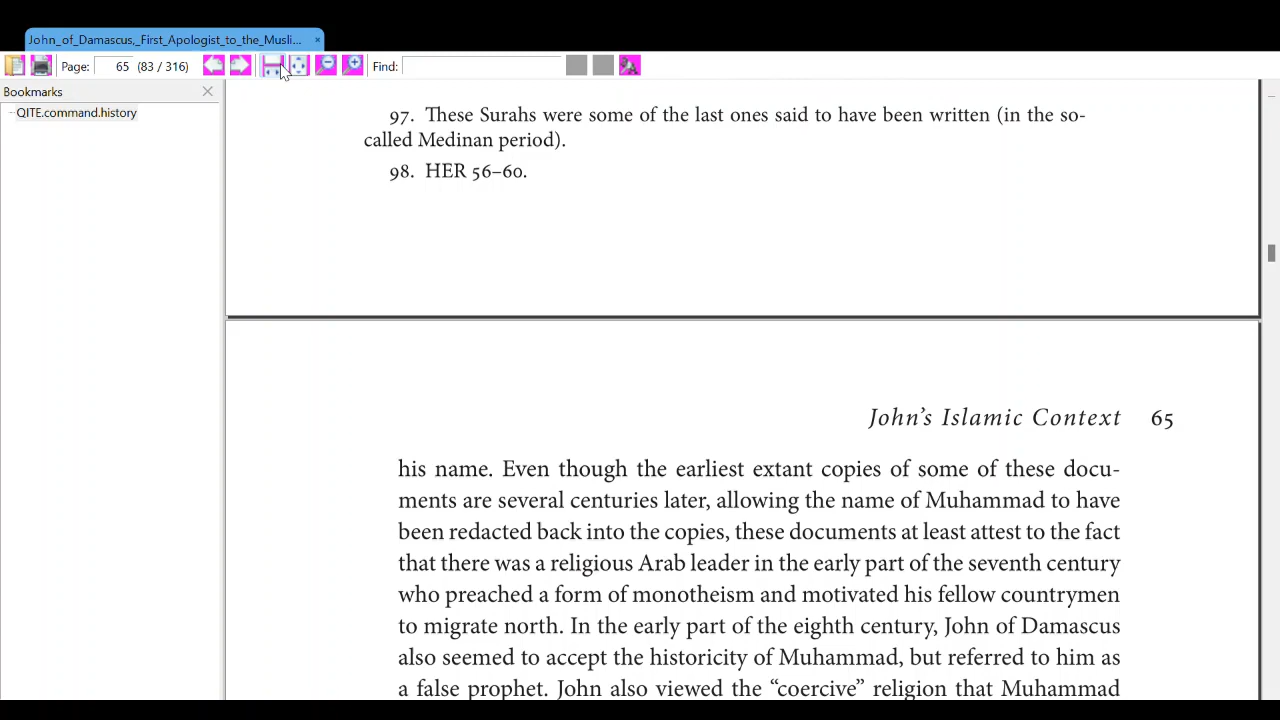 John_of_Damascus,_First_Apologist_to_the_Musli...
Page: 65 (83 / 316) Find:
Bookmarks
QITE.command.history
97. These Surahs were some of the last ones said to have been written (in the so-
called Medinan period).
98. HER 56–60.
John’s Islamic Context 65
his name. Even though the earliest extant copies of some of these docu-
ments are several centuries later, allowing the name of Muhammad to have
been redacted back into the copies, these documents at least attest to the fact
that there was a religious Arab leader in the early part of the seventh century
who preached a form of monotheism and motivated his fellow countrymen
to migrate north. In the early part of the eighth century, John of Damascus
also seemed to accept the historicity of Muhammad, but referred to him as
a false prophet. John also viewed the “coercive” religion that Muhammad